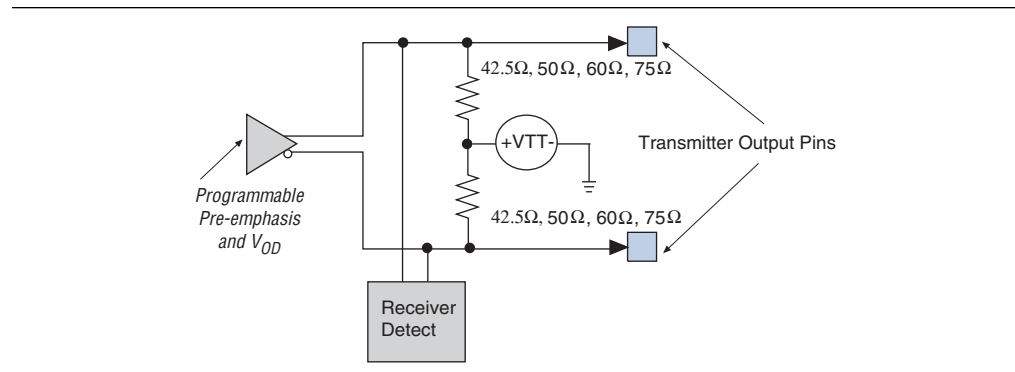 42.5Ω, 50Ω, 60Ω, 75Ω
+VTT-
Transmitter Output Pins
Programmable
Pre-emphasis
and VOD
42.5Ω, 50Ω, 60Ω, 75Ω
Receiver
Detect